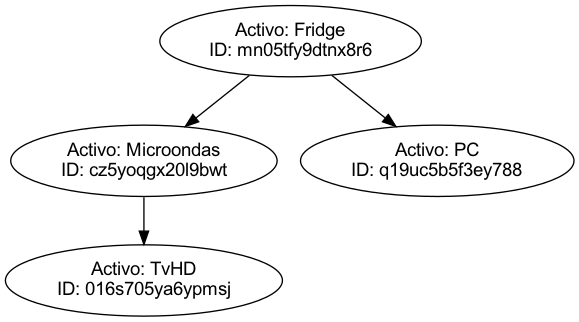 Activo: Fridge
ID: mn05tfy9dtnx8r6
Activo: Microondas
ID: cz5yoqgx20l9bwt
Activo: PC
ID: q19uc5b5f3ey788
Activo: TvHD
ID: 016s705ya6ypmsj